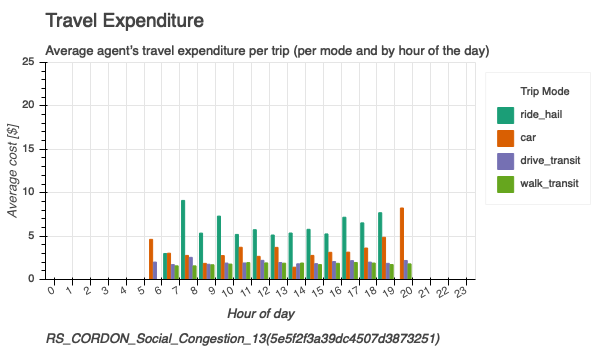 Travel Expenditure
Average agent's travel expenditure per trip (per mode and by hour of the day)
25
20
15
10
5
0
Average cost [$]
0 1 2 3 4 5 6 7 8 9 10 11 12 13 14 15 16 17 18 19 20 21 22 23
Hour of day
Trip Mode
ride_hail
car
drive_transit
walk_transit
RS_CORDON_Social_Congestion_13(5e5f2f3a39dc4507d3873251)